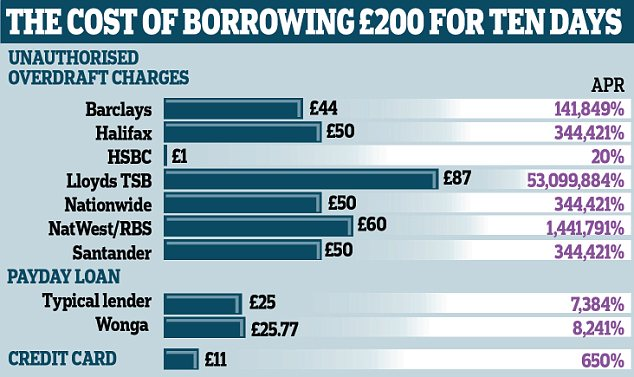 THE COST OF BORROWING £200 FOR TEN DAYS
UNAUTHORISED
OVERDRAFT CHARGES
APR
Barclays £44 141,849%
Halifax £50 344,421%
HSBC £1 20%
Lloyds TSB £87 53,099,884%
Nationwide £50 344,421%
NatWest/RBS £60 1,441,791%
Santander £50 344,421%
PAYDAY LOAN
Typical lender £25 7,384%
Wonga £25.77 8,241%
CREDIT CARD £11 650%